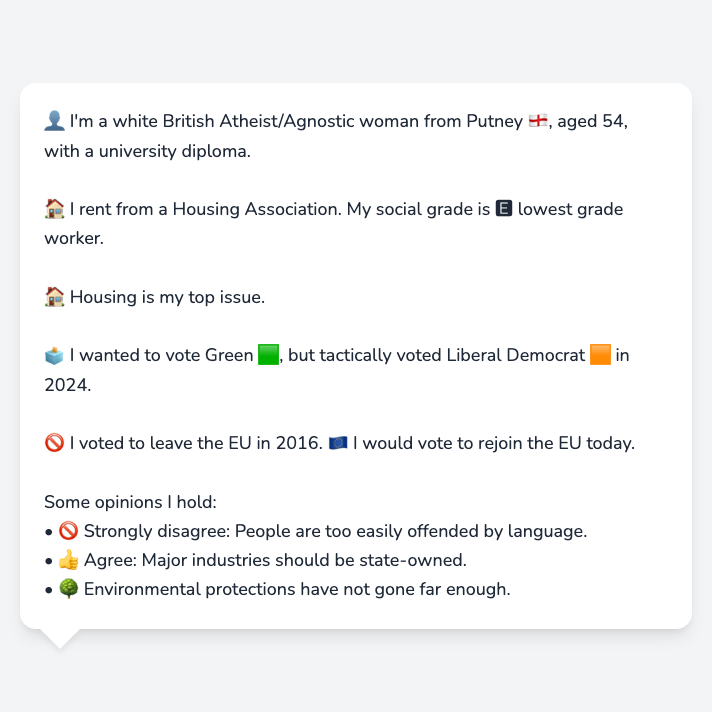 👤 I'm a white British Atheist/Agnostic woman from Putney 🏴󠁧󠁢󠁥󠁮󠁧󠁿, aged 54,
with a university diploma.
🏠 I rent from a Housing Association. My social grade is 🅴 lowest grade
worker.
🏠 Housing is my top issue.
🗳️ I wanted to vote Green 🟩, but tactically voted Liberal Democrat 🟧 in
2024.
🚫 I voted to leave the EU in 2016. 🇪🇺 I would vote to rejoin the EU today.
Some opinions I hold:
• 🚫 Strongly disagree: People are too easily offended by language.
• 👍 Agree: Major industries should be state-owned.
• 🌳 Environmental protections have not gone far enough.